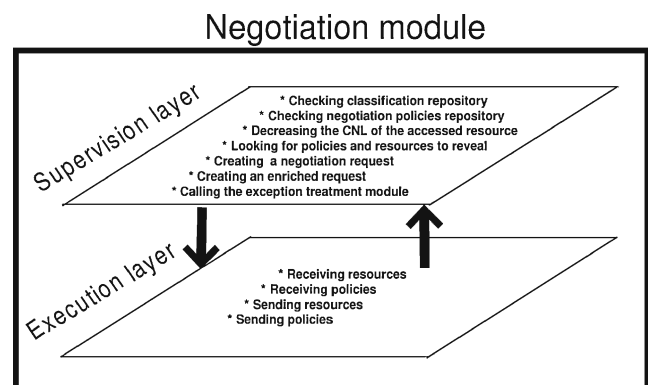 Negotiation module
Supervision layer
* Checking classification repository
* Checking negotiation policies repository
* Decreasing the CNL of the accessed resource
* Looking for policies and resources to reveal
* Creating a negotiation request
* Creating an enriched request
* Calling the exception treatment module
Execution layer
* Receiving resources
* Receiving policies
* Sending resources
* Sending policies